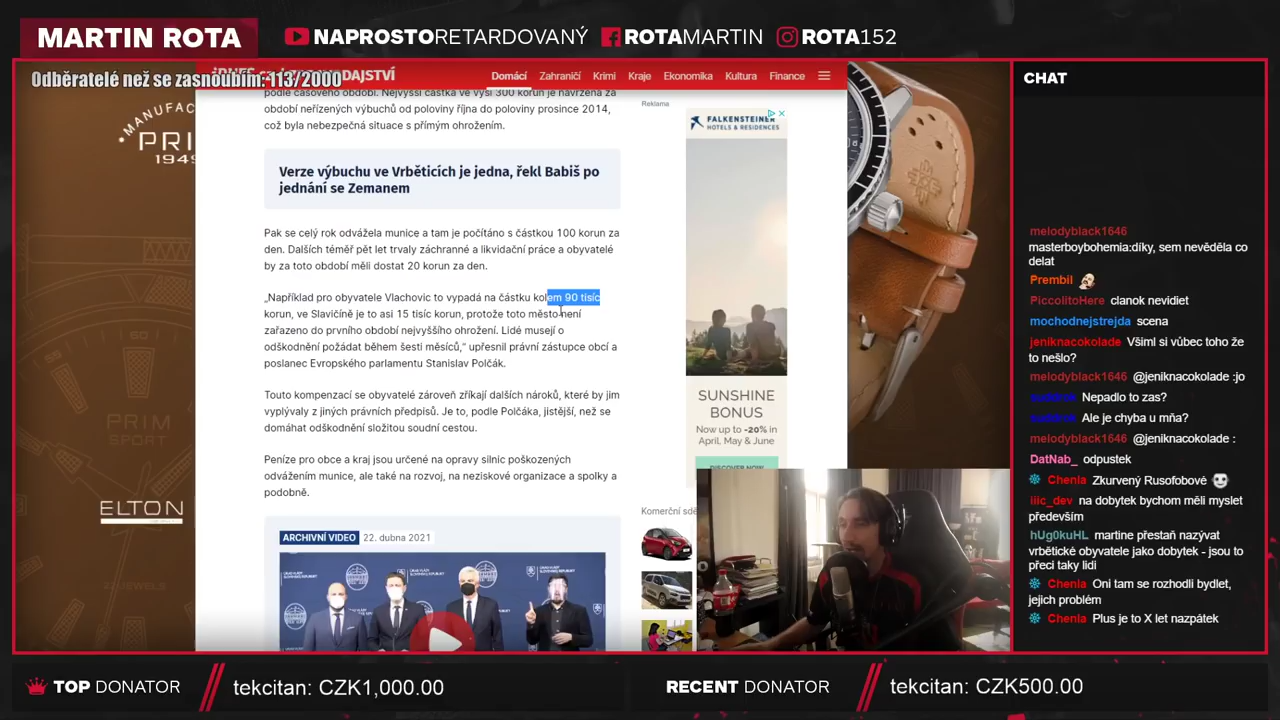 MARTIN ROTA
NAPROSTORETARDOVANÝ
ROTAMARTIN
ROTA152
Odběratelé než se zasnoubím: 113/2000
Domácí Zahraničí Krimi Kraje Ekonomika Kultura Finance
podle časového období. Nejvyšší částka ve výši 300 korun je navržena za
období neřízených výbuchů od poloviny října do poloviny prosince 2014,
což byla nebezpečná situace s přímým ohrožením.
Verze výbuchu ve Vrběticích je jedna, řekl Babiš po
jednání se Zemanem
Pak se celý rok odvážela munice a tam je počítáno s částkou 100 korun za
den. Dalších téměř pět let trvaly záchranné a likvidační práce a obyvatelé
by za toto období měli dostat 20 korun za den.
„Například pro obyvatele Vlachovic to vypadá na částku kolem 90 tisíc
korun, ve Slavičíně je to asi 15 tisíc korun, protože toto město není
zařazeno do prvního období nejvyššího ohrožení. Lidé musejí o
odškodnění požádat během šesti měsíců,“ upřesnil právní zástupce obcí a
poslanec Evropského parlamentu Stanislav Polčák.
Touto kompenzací se obyvatelé zároveň zříkají dalších nároků, které by jim
vyplývaly z jiných právních předpisů. Je to, podle Polčáka, jistější, než se
domáhat odškodnění složitou soudní cestou.
Peníze pro obce a kraj jsou určené na opravy silnic poškozených
odvážením munice, ale také na rozvoj, na neziskové organizace a spolky a
podobně.
ARCHIVNÍ VIDEO 22. dubna 2021
MANUFAC
PRI
1949
PRIM
SPORT
ELTON
22 JEWELS
Reklama
FALKENSTEINER
HOTELS & RESIDENCES
SUNSHINE
BONUS
Now up to -20% in
April, May & June
DISCOVER NOW
Komerční sdě
CHAT
melodyblack1646
masterboybohemia:díky, sem nevěděla co
delat
Prembil
PiccolitoHere clanok nevidiet
mochodnejstrejda scena
jeniknacokolade Všiml si vůbec toho že
to nešlo?
melodyblack1646 @jeniknacokolade :jo
Nepadlo to zas?
Ale je chyba u mňa?
melodyblack1646 @jeniknacokolade :
DatNab_ odpustek
Chenla Zkurvený Rusofobové
iiic_dev na dobytek bychom měli myslet
především
hUg0kuHL martine přestaň nazývat
vrbětické obyvatele jako dobytek - jsou to
přeci taky lidi
Chenla Oni tam se rozhodli bydlet,
jejich problém
Chenla Plus je to X let nazpátek
TOP DONATOR
tekcitan: CZK1,000.00
RECENT DONATOR
tekcitan: CZK500.00